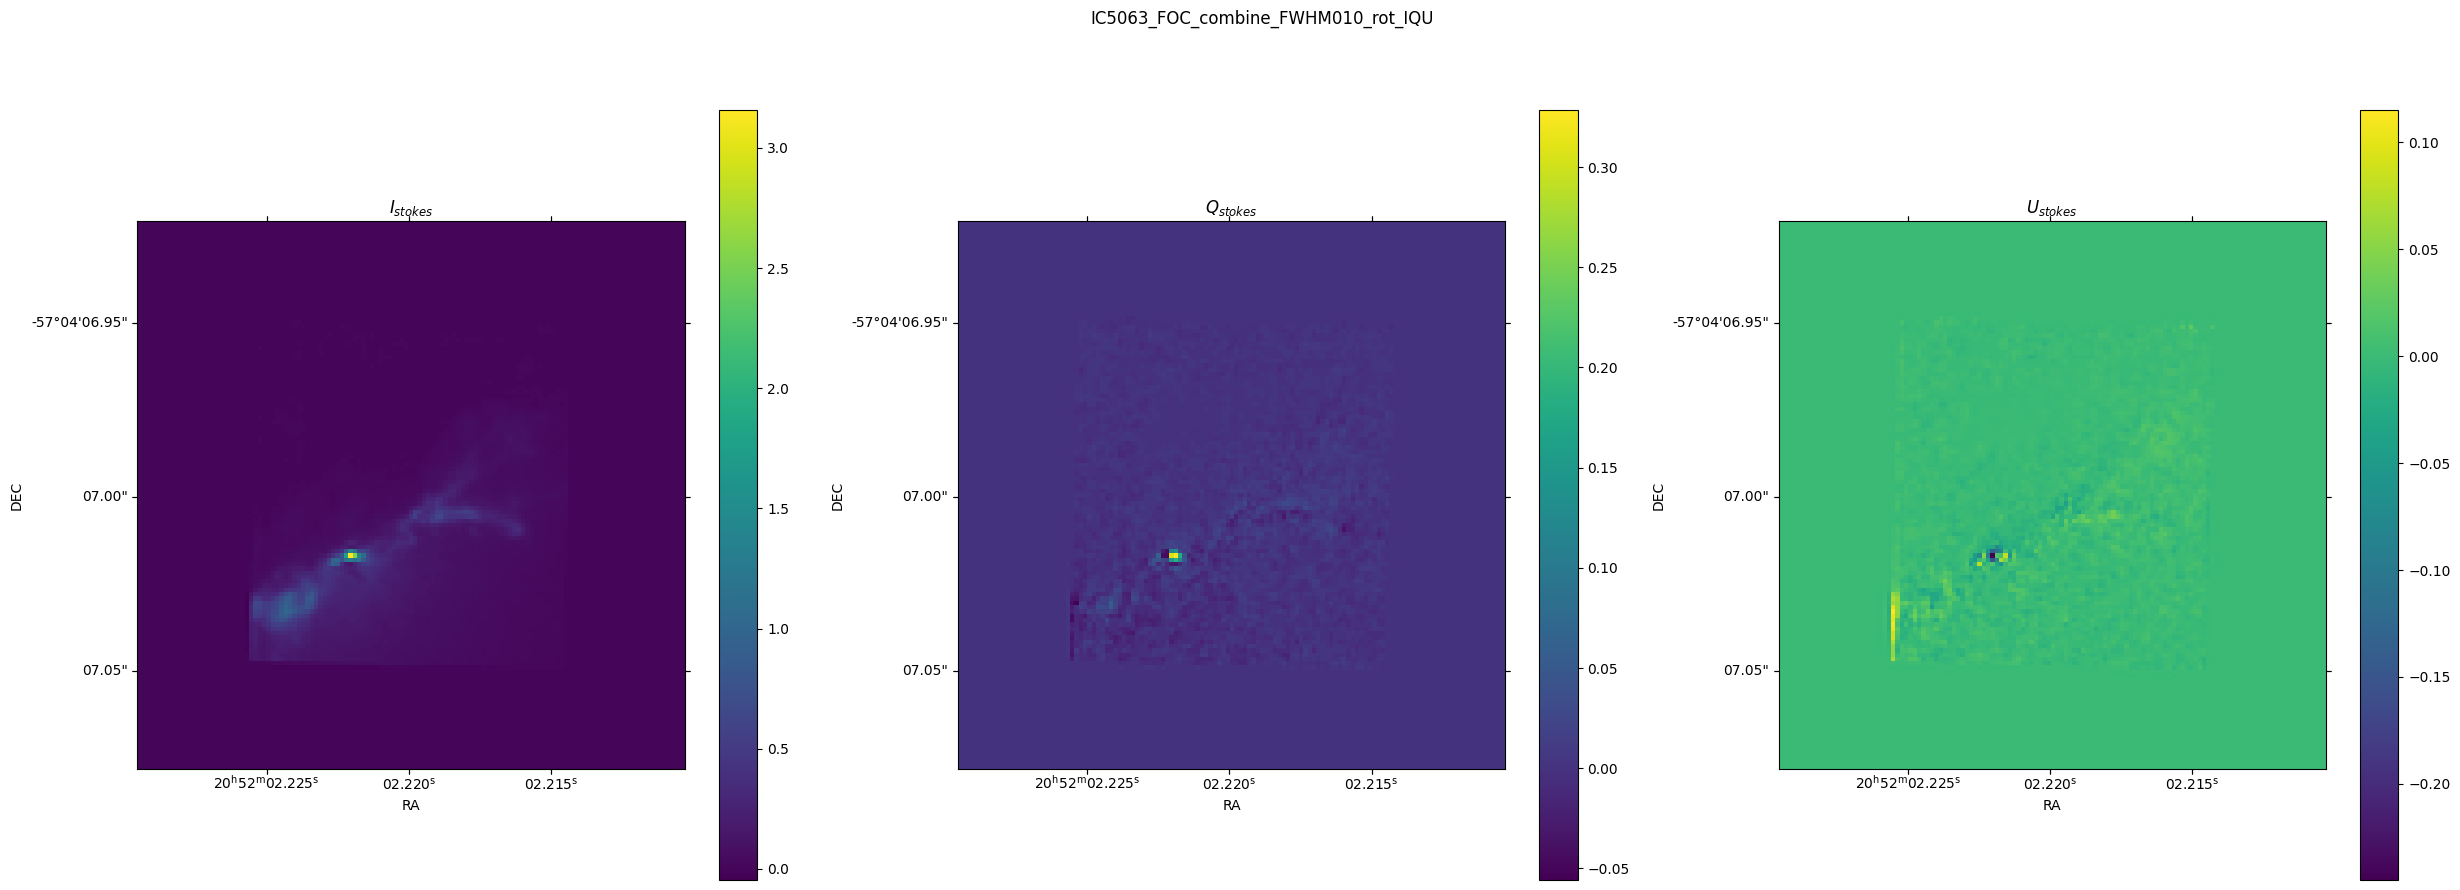 IC5063_FOC_combine_FWHM010_rot_IQU
I_stokes
-57°04'06.95"
07.00"
07.05"
DEC
20h52m02.225s 02.220s 02.215s
RA
3.0
2.5
2.0
1.5
1.0
0.5
0.0
Q_stokes
-57°04'06.95"
07.00"
07.05"
DEC
20h52m02.225s 02.220s 02.215s
RA
0.30
0.25
0.20
0.15
0.10
0.05
0.00
−0.05
U_stokes
-57°04'06.95"
07.00"
07.05"
DEC
20h52m02.225s 02.220s 02.215s
RA
0.10
0.05
0.00
−0.05
−0.10
−0.15
−0.20